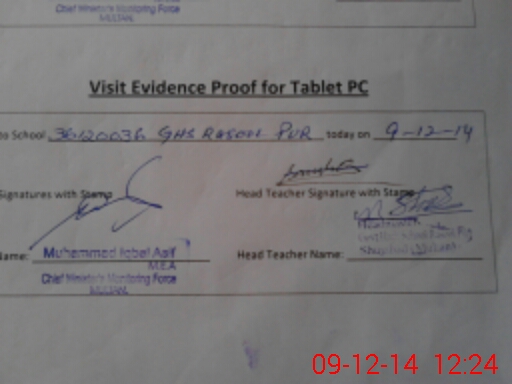 Chief Minister's Monitoring Force
MULTAN.
Visit Evidence Proof for Tablet PC
to School 36120036 GHS RASOOL PUR today on 9-12-14
Signatures with Stamp
Head Teacher Signature with Stamp
Name: Muhammad Iqbal Asif
M.E.A
Chief Minister's Monitoring Force
MULTAN.
Head Teacher Name:
09-12-14 12:24